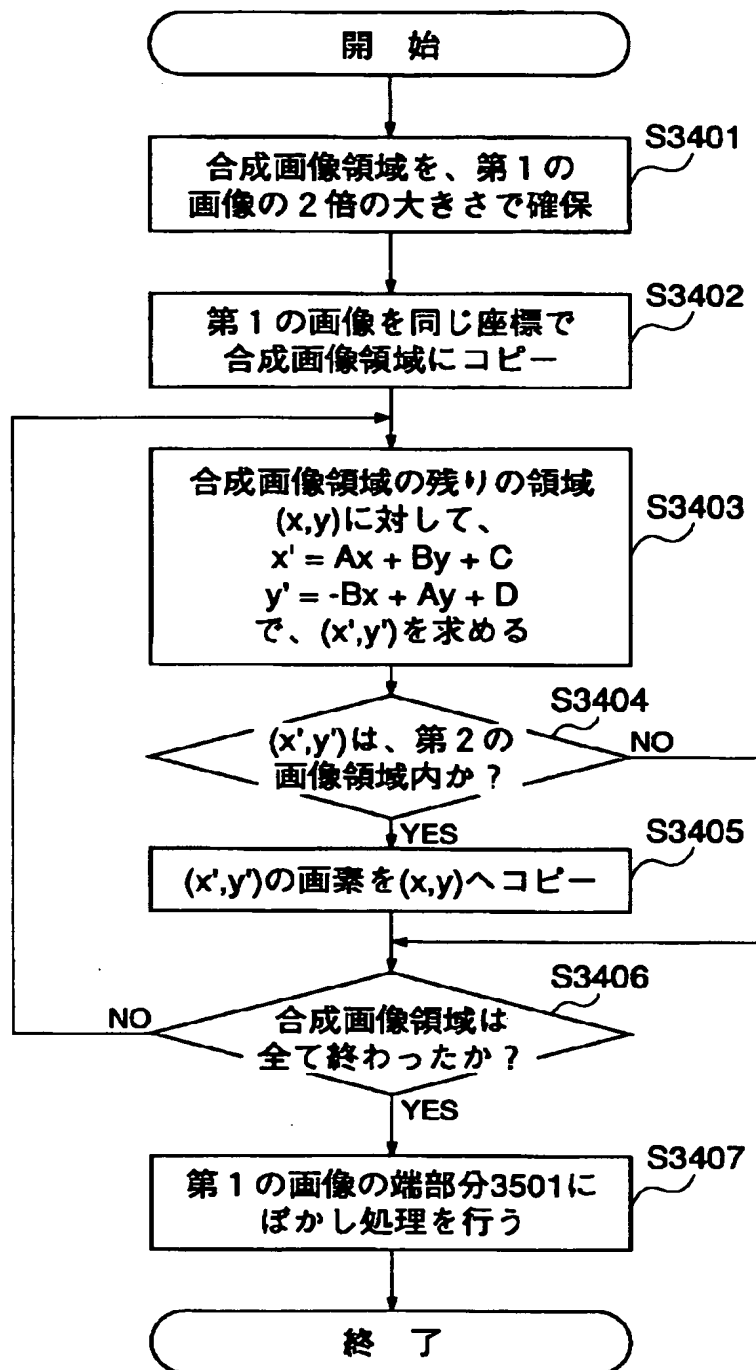 開 始
S3401
合成画像領域を、第1の
画像の2倍の大きさで確保
S3402
第1の画像を同じ座標で
合成画像領域にコピー
合成画像領域の残りの領域
(x,y)に対して、
x' = Ax + By + C
y' = -Bx + Ay + D
で、(x',y')を求める
S3403
S3404
(x',y')は、第2の
画像領域内か?
NO
YES
S3405
(x',y')の画素を(x,y)へコピー
S3406
NO
合成画像領域は
全て終わったか?
YES
S3407
第1の画像の端部分3501に
ぼかし処理を行う
終 了